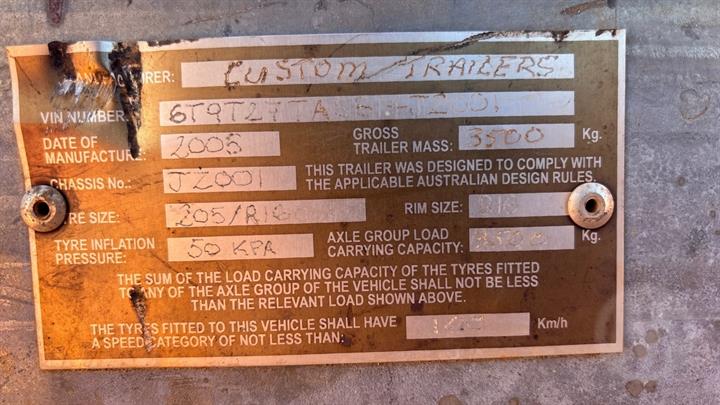 MANUFACTURER: CUSTOM TRAILERS
VIN NUMBER:
DATE OF MANUFACTURE: 2005 GROSS TRAILER MASS: 3500 Kg.
CHASSIS No.: JZ001 THIS TRAILER WAS DESIGNED TO COMPLY WITH THE APPLICABLE AUSTRALIAN DESIGN RULES.
TYRE SIZE: RIM SIZE:
TYRE INFLATION PRESSURE: 50 KPA AXLE GROUP LOAD CARRYING CAPACITY: Kg.
THE SUM OF THE LOAD CARRYING CAPACITY OF THE TYRES FITTED
TO ANY OF THE AXLE GROUP OF THE VEHICLE SHALL NOT BE LESS
THAN THE RELEVANT LOAD SHOWN ABOVE.
THE TYRES FITTED TO THIS VEHICLE SHALL HAVE
A SPEED CATEGORY OF NOT LESS THAN: Km/h